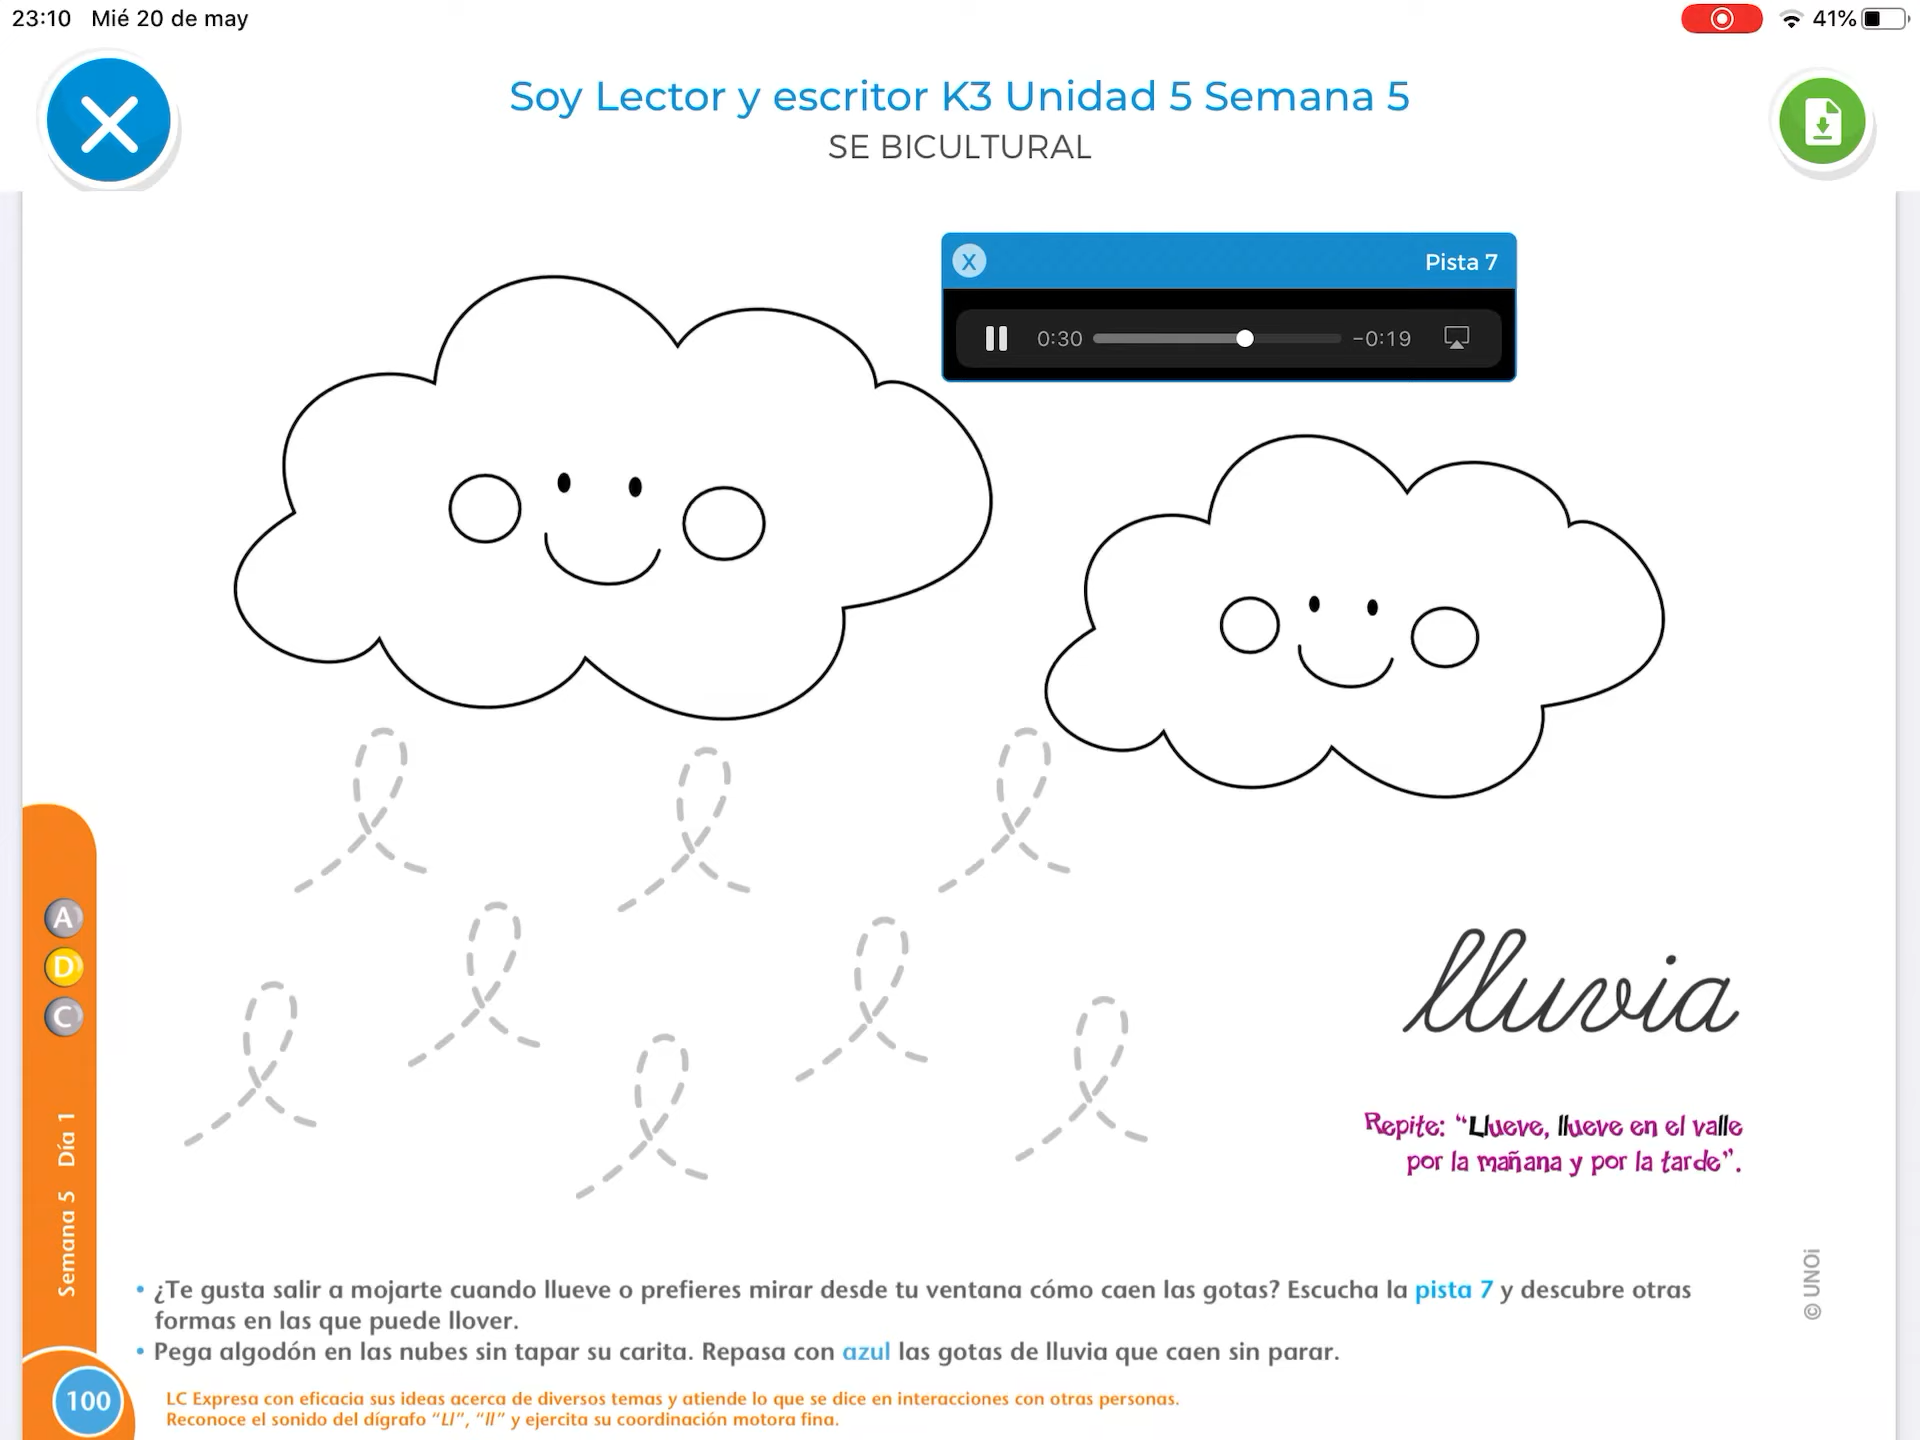 23:10 Mié 20 de may
41%
Soy Lector y escritor K3 Unidad 5 Semana 5
SE BICULTURAL
X Pista 7
0:30 -0:19
lluvia
Repite: “Llueve, llueve en el valle
por la mañana y por la tarde”.
A
D
C
Semana 5 Día 1
© UNOi
• ¿Te gusta salir a mojarte cuando llueve o prefieres mirar desde tu ventana cómo caen las gotas? Escucha la pista 7 y descubre otras
formas en las que puede llover.
• Pega algodón en las nubes sin tapar su carita. Repasa con azul las gotas de lluvia que caen sin parar.
100
LC Expresa con eficacia sus ideas acerca de diversos temas y atiende lo que se dice en interacciones con otras personas.
Reconoce el sonido del dígrafo “Ll”, “ll” y ejercita su coordinación motora fina.